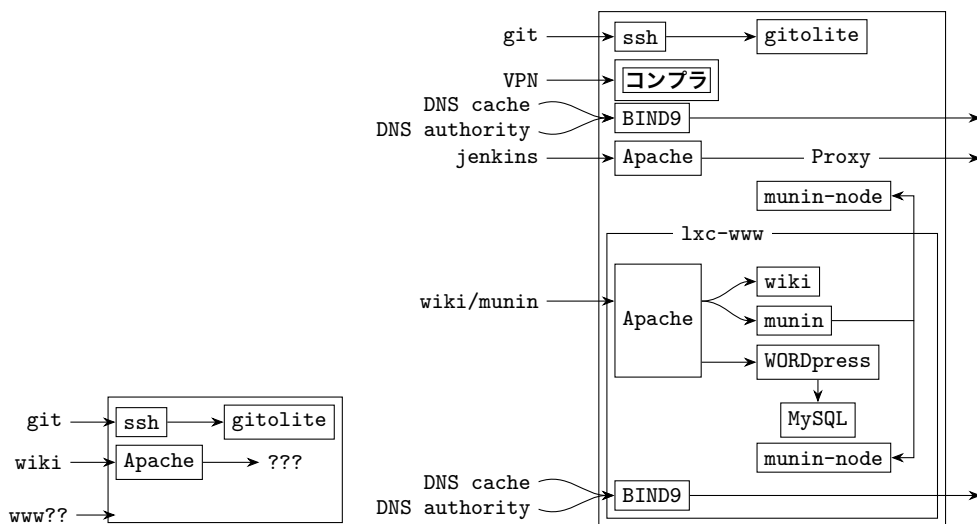 git ssh gitolite
wiki Apache ???
www??
git ssh gitolite
VPN コンプラ
DNS cache
DNS authority
BIND9
jenkins Apache Proxy
munin-node
lxc-www
wiki/munin Apache
wiki
munin
WORDpress
MySQL
munin-node
DNS cache
DNS authority
BIND9